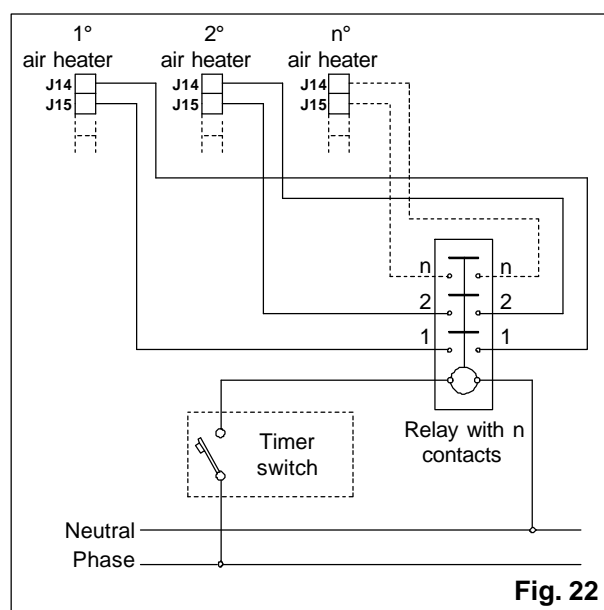 1° 2° n°
air heater air heater air heater
J14 J14 J14
J15 J15 J15
n n
2 2
1 1
Relay with n
contacts
Timer
switch
Neutral
Phase
Fig. 22